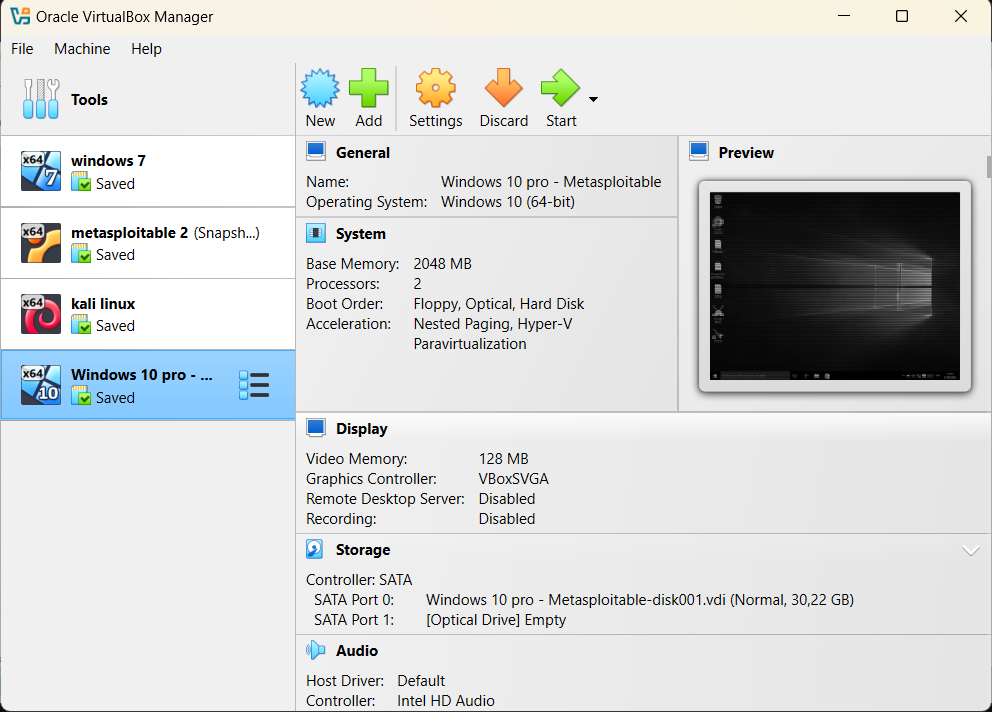 Oracle VirtualBox Manager
File Machine Help
Tools
New Add Settings Discard Start
x64 7 windows 7
Saved
x64 metasploitable 2 (Snapsh...)
Saved
x64 kali linux
Saved
x64 10 Windows 10 pro - ...
Saved
General
Name: Windows 10 pro - Metasploitable
Operating System: Windows 10 (64-bit)
System
Base Memory: 2048 MB
Processors: 2
Boot Order: Floppy, Optical, Hard Disk
Acceleration: Nested Paging, Hyper-V
Paravirtualization
Preview
Display
Video Memory: 128 MB
Graphics Controller: VBoxSVGA
Remote Desktop Server: Disabled
Recording: Disabled
Storage
Controller: SATA
SATA Port 0: Windows 10 pro - Metasploitable-disk001.vdi (Normal, 30,22 GB)
SATA Port 1: [Optical Drive] Empty
Audio
Host Driver: Default
Controller: Intel HD Audio